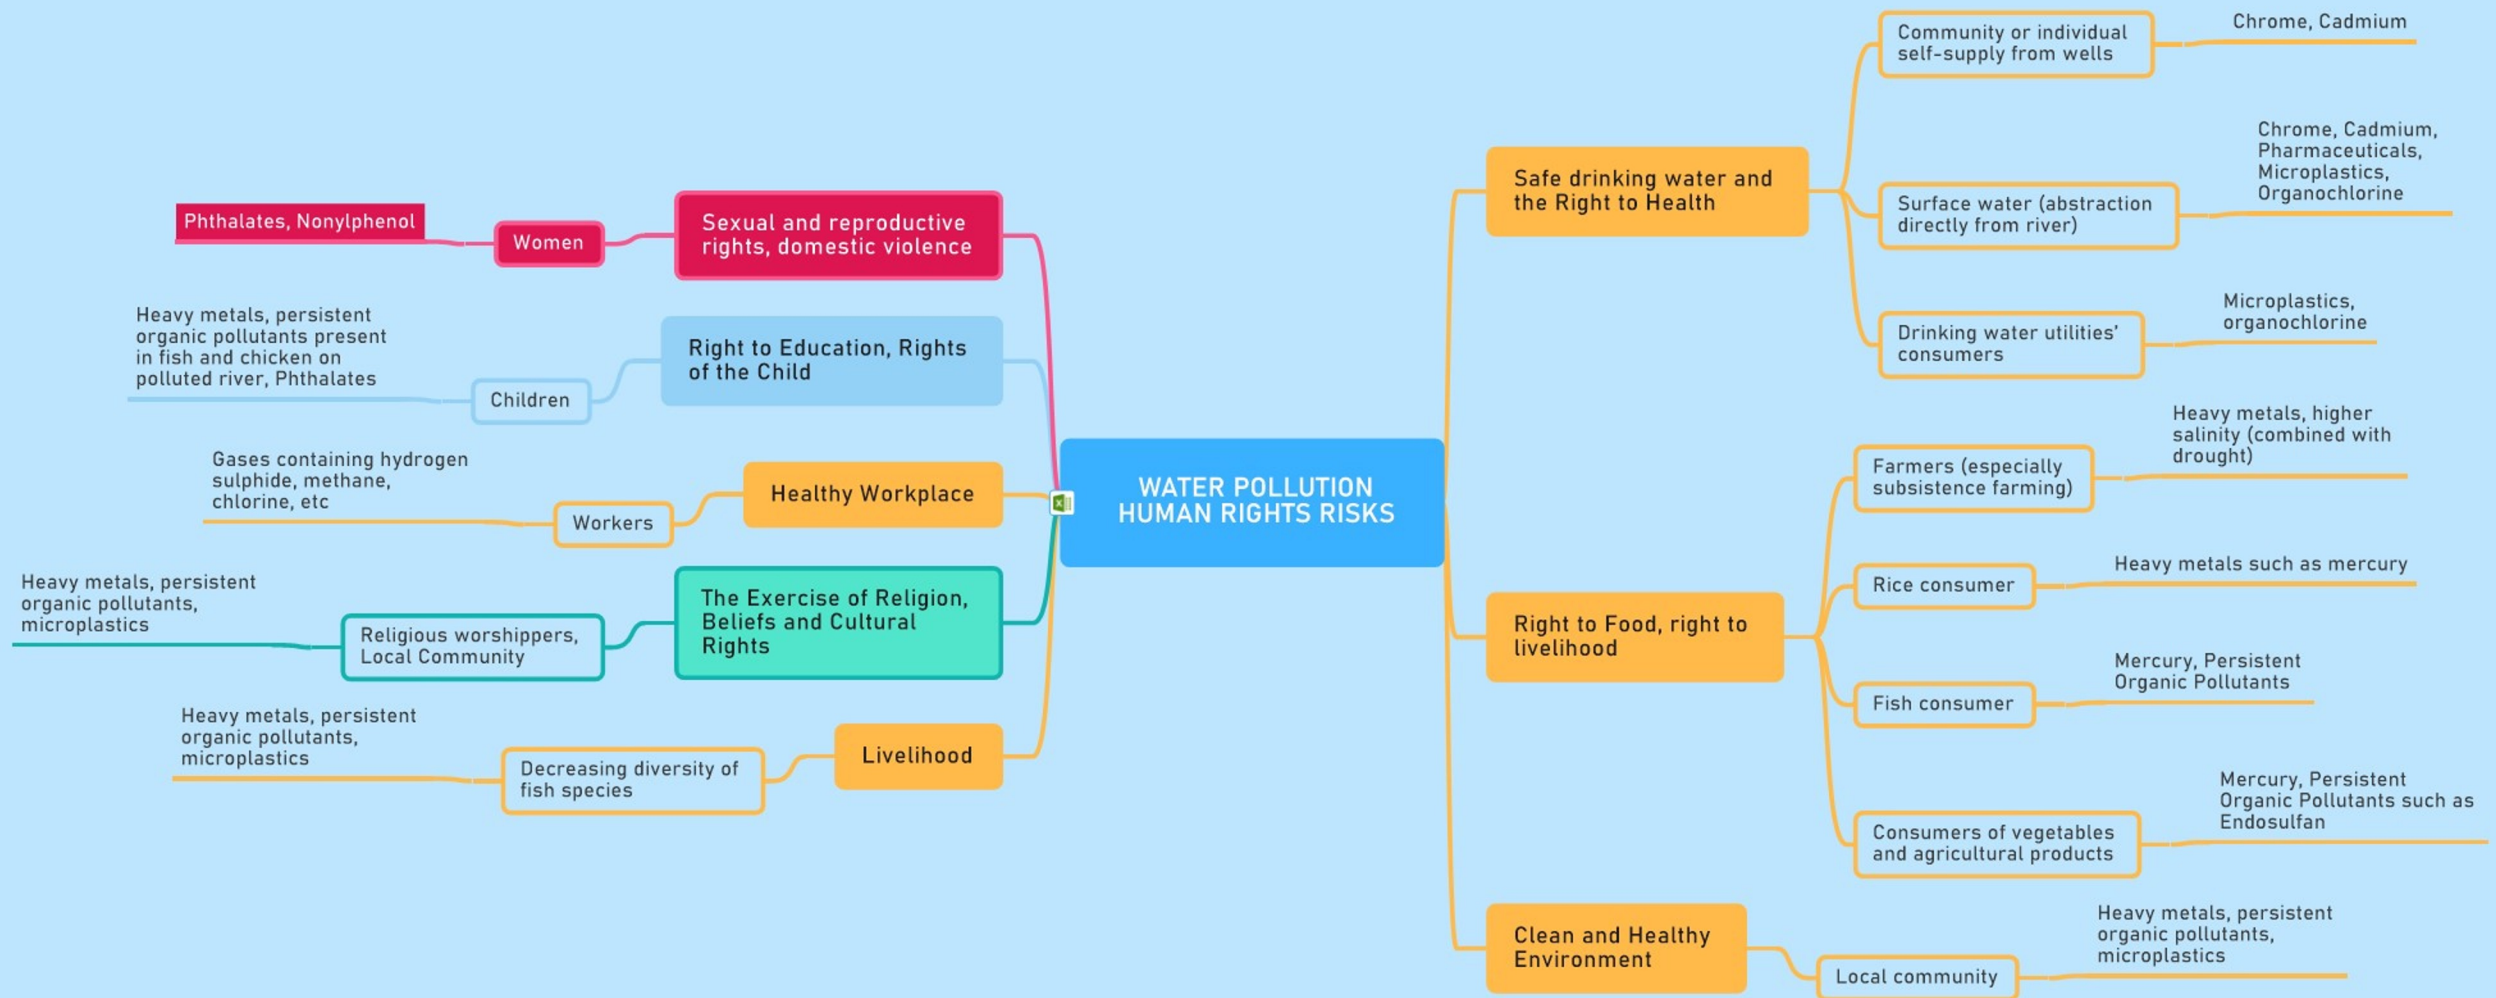 WATER POLLUTION
HUMAN RIGHTS RISKS
Sexual and reproductive
rights, domestic violence
Women
Phthalates, Nonylphenol
Right to Education, Rights
of the Child
Children
Heavy metals, persistent
organic pollutants present
in fish and chicken on
polluted river, Phthalates
Healthy Workplace
Workers
Gases containing hydrogen
sulphide, methane,
chlorine, etc
The Exercise of Religion,
Beliefs and Cultural
Rights
Religious worshippers,
Local Community
Heavy metals, persistent
organic pollutants,
microplastics
Livelihood
Decreasing diversity of
fish species
Heavy metals, persistent
organic pollutants,
microplastics
Safe drinking water and
the Right to Health
Community or individual
self-supply from wells
Chrome, Cadmium
Surface water (abstraction
directly from river)
Chrome, Cadmium,
Pharmaceuticals,
Microplastics,
Organochlorine
Drinking water utilities'
consumers
Microplastics,
organochlorine
Right to Food, right to
livelihood
Farmers (especially
subsistence farming)
Heavy metals, higher
salinity (combined with
drought)
Rice consumer
Heavy metals such as mercury
Fish consumer
Mercury, Persistent
Organic Pollutants
Consumers of vegetables
and agricultural products
Mercury, Persistent
Organic Pollutants such as
Endosulfan
Clean and Healthy
Environment
Local community
Heavy metals, persistent
organic pollutants,
microplastics